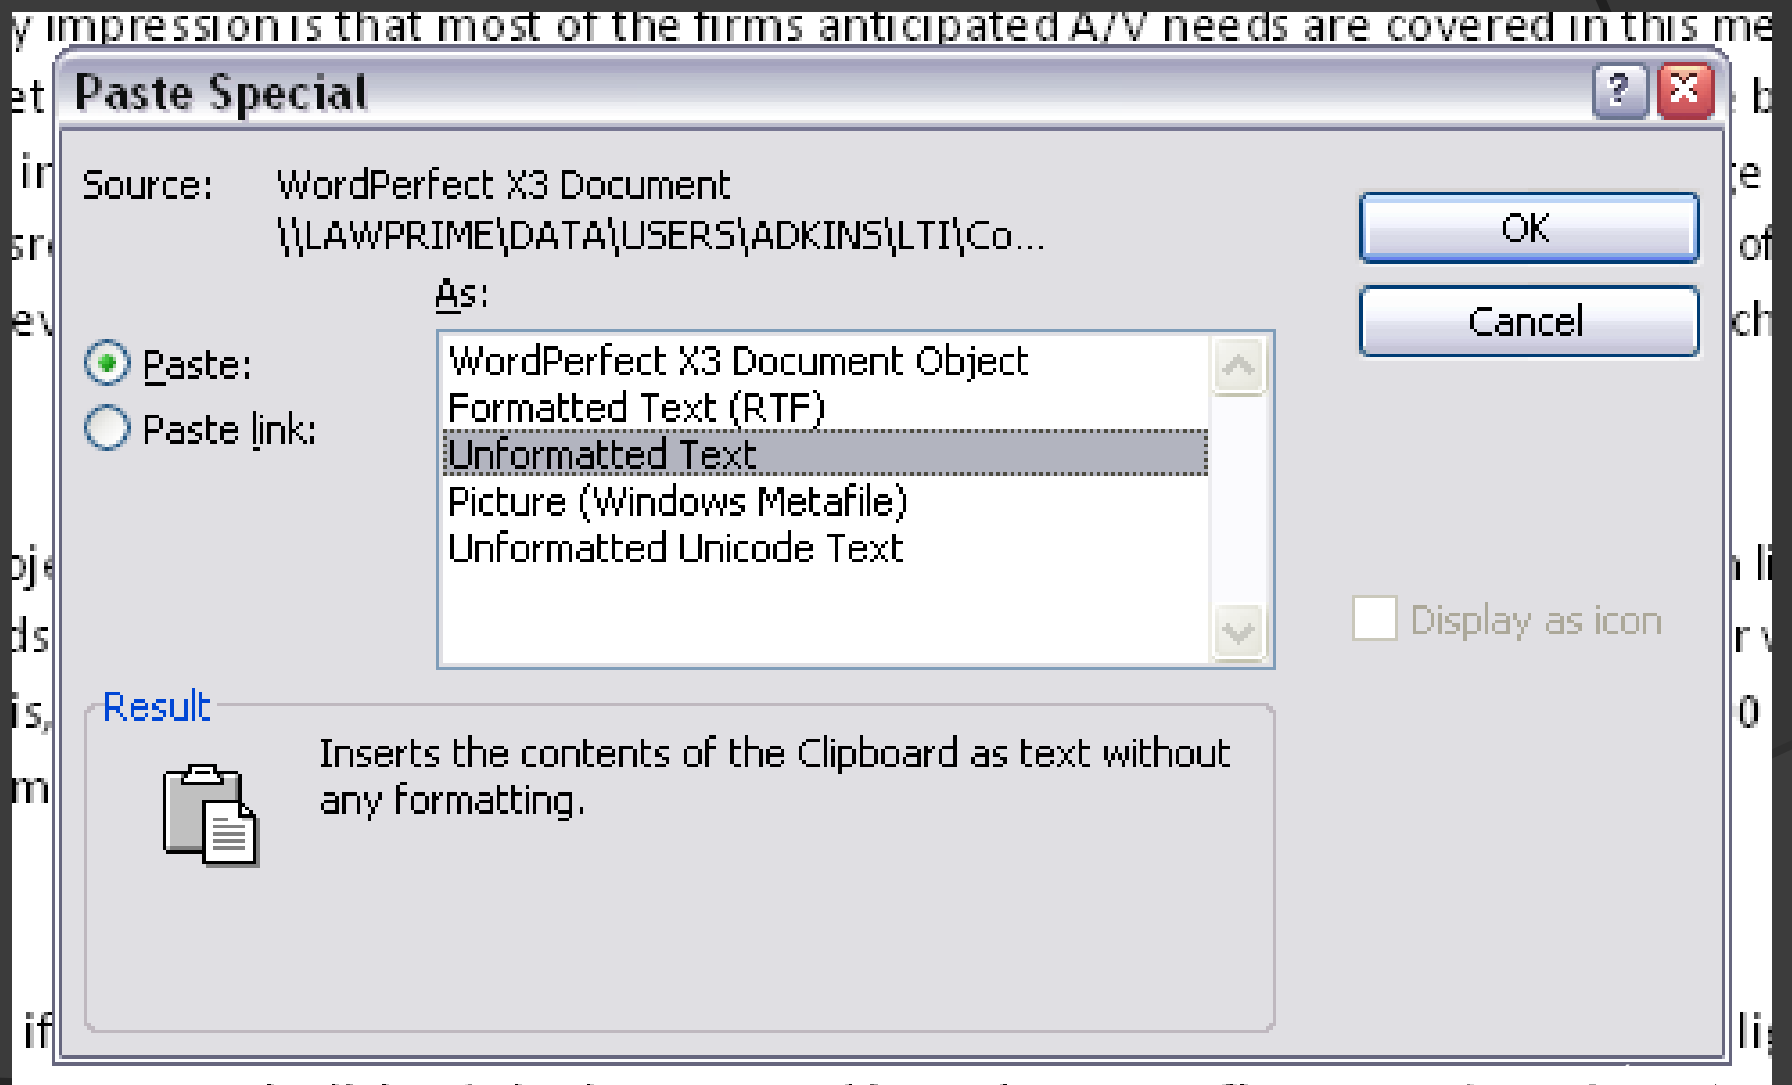 y impression is that most of the firms anticipated A/V needs are covered in this me
Paste Special
Source: WordPerfect X3 Document
\\LAWPRIME\DATA\USERS\ADKINS\LTI\Co...
OK
As:
Cancel
Paste:
Paste link:
WordPerfect X3 Document Object
Formatted Text (RTF)
Unformatted Text
Picture (Windows Metafile)
Unformatted Unicode Text
Display as icon
Result
Inserts the contents of the Clipboard as text without
any formatting.
if